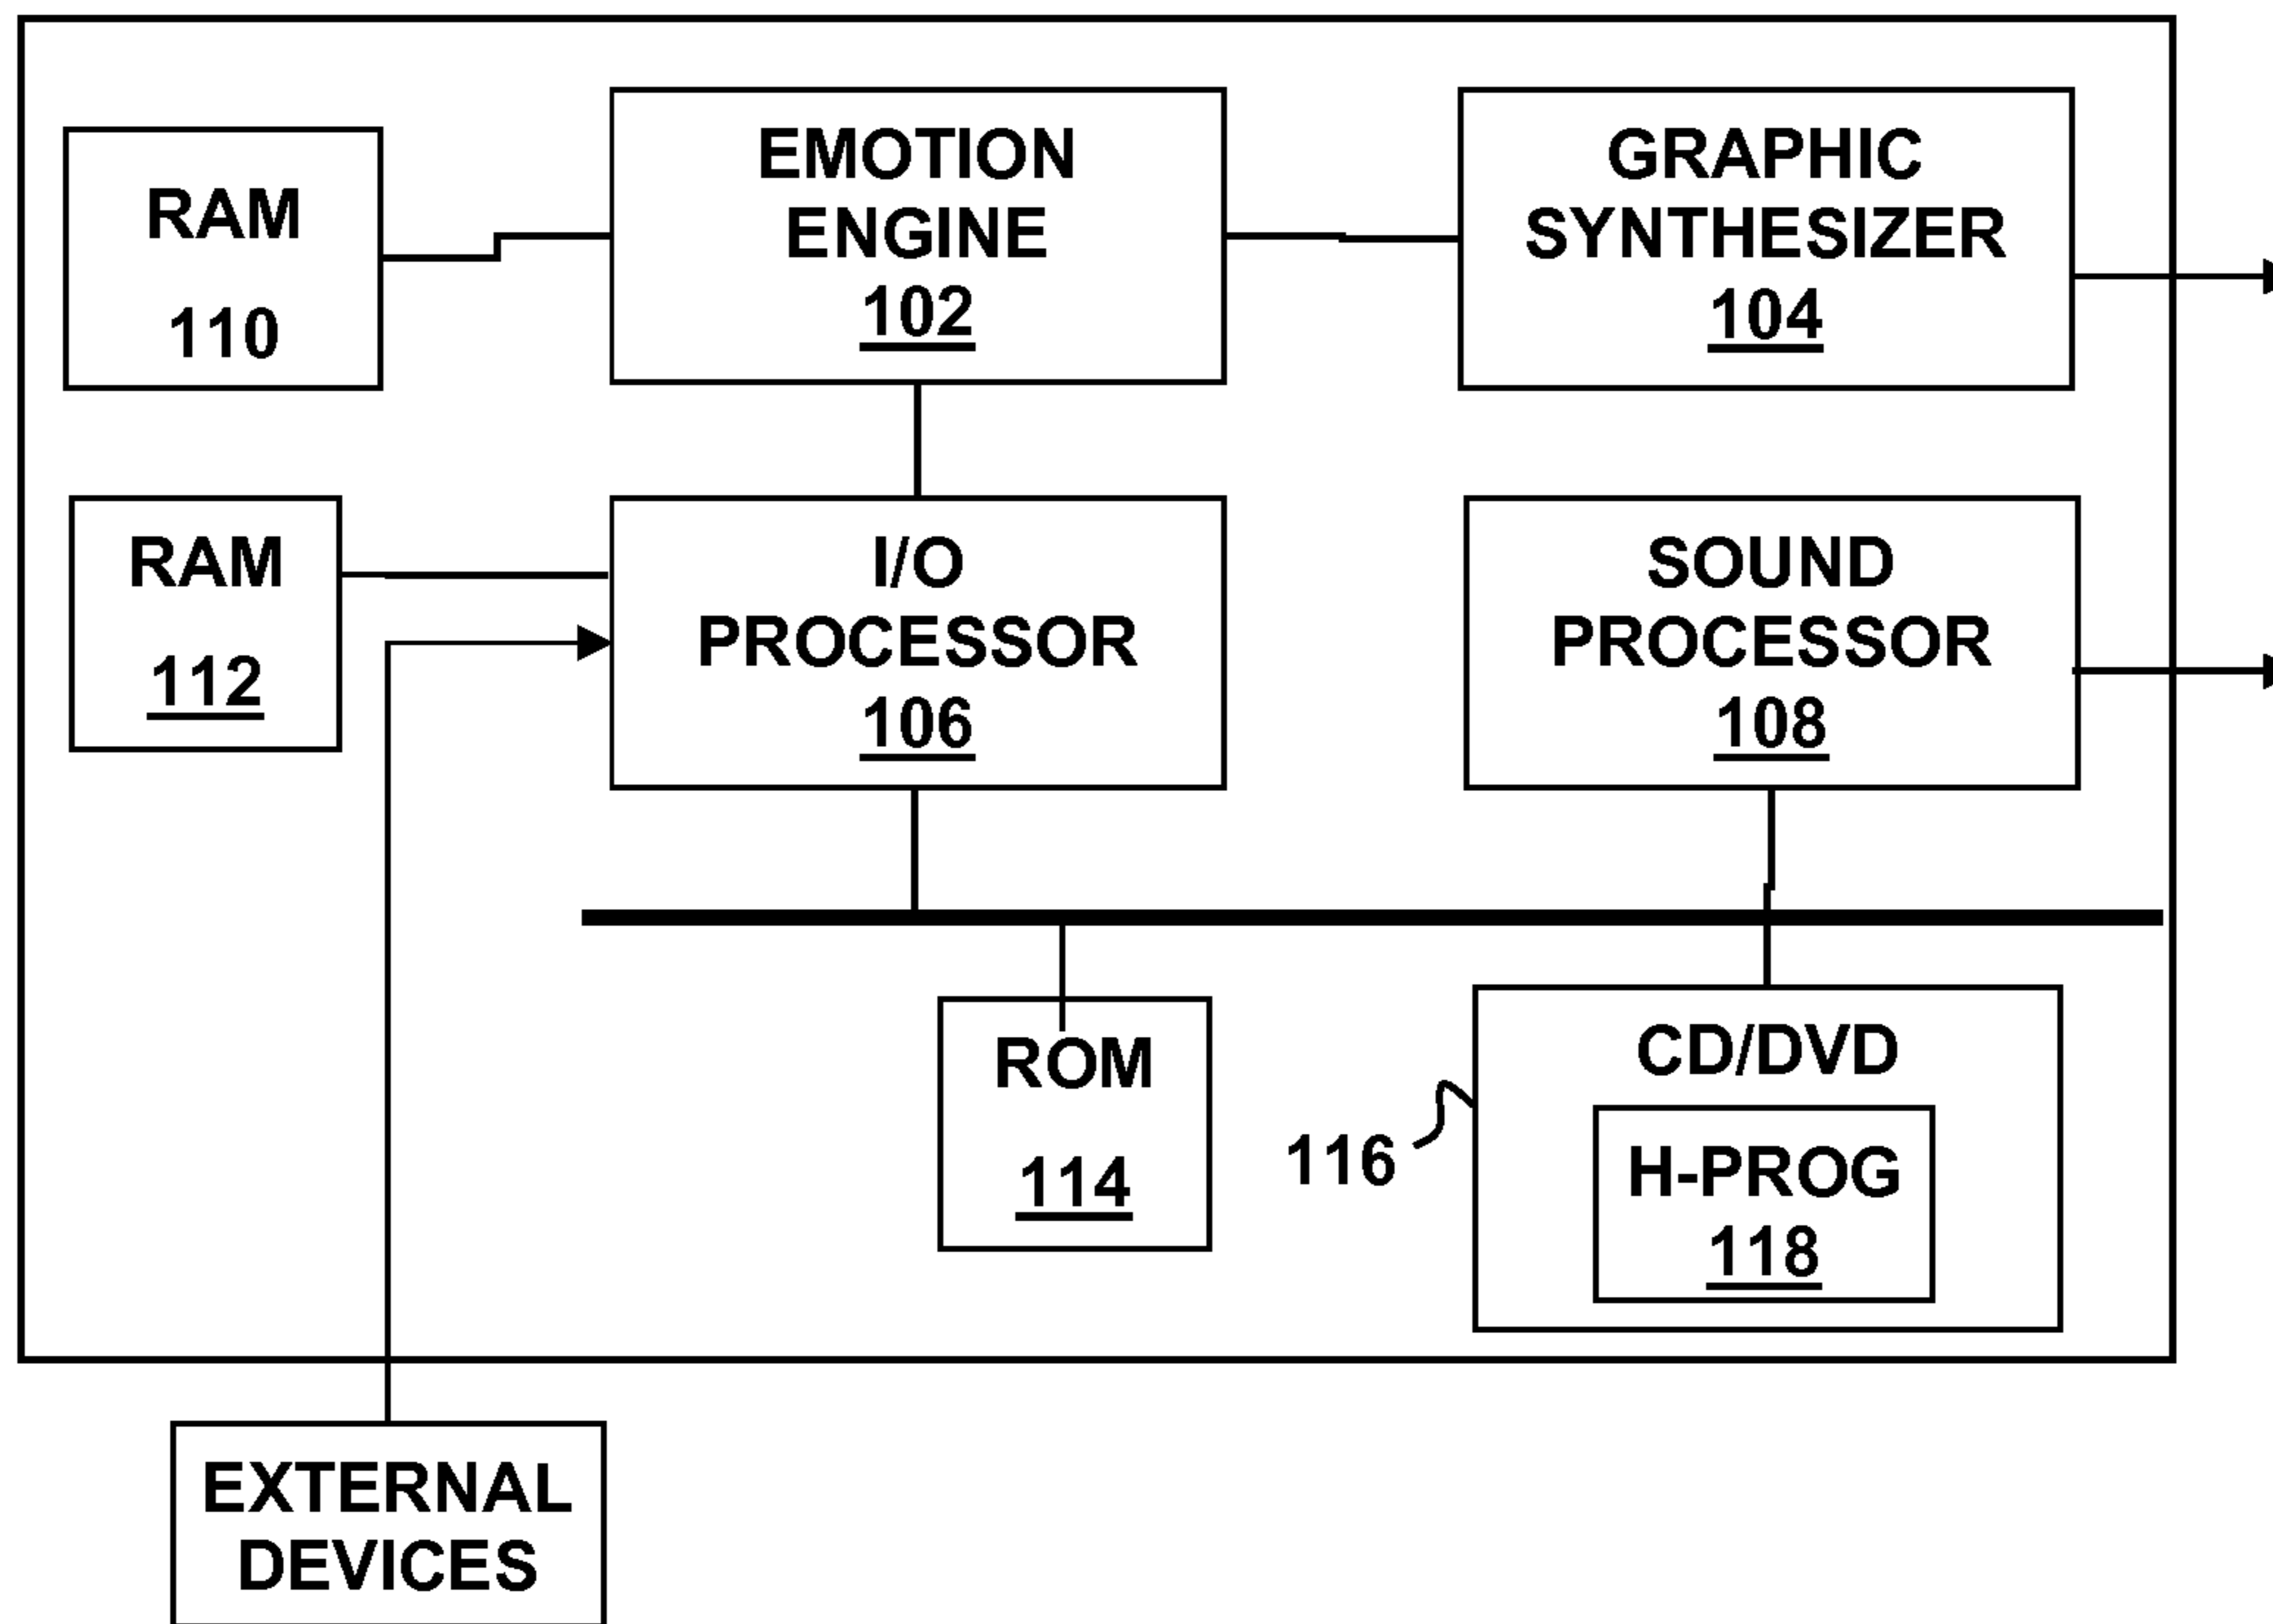 RAM
110
EMOTION
ENGINE
102
GRAPHIC
SYNTHESIZER
104
RAM
112
I/O
PROCESSOR
106
SOUND
PROCESSOR
108
ROM
114
116
CD/DVD
H-PROG
118
EXTERNAL
DEVICES